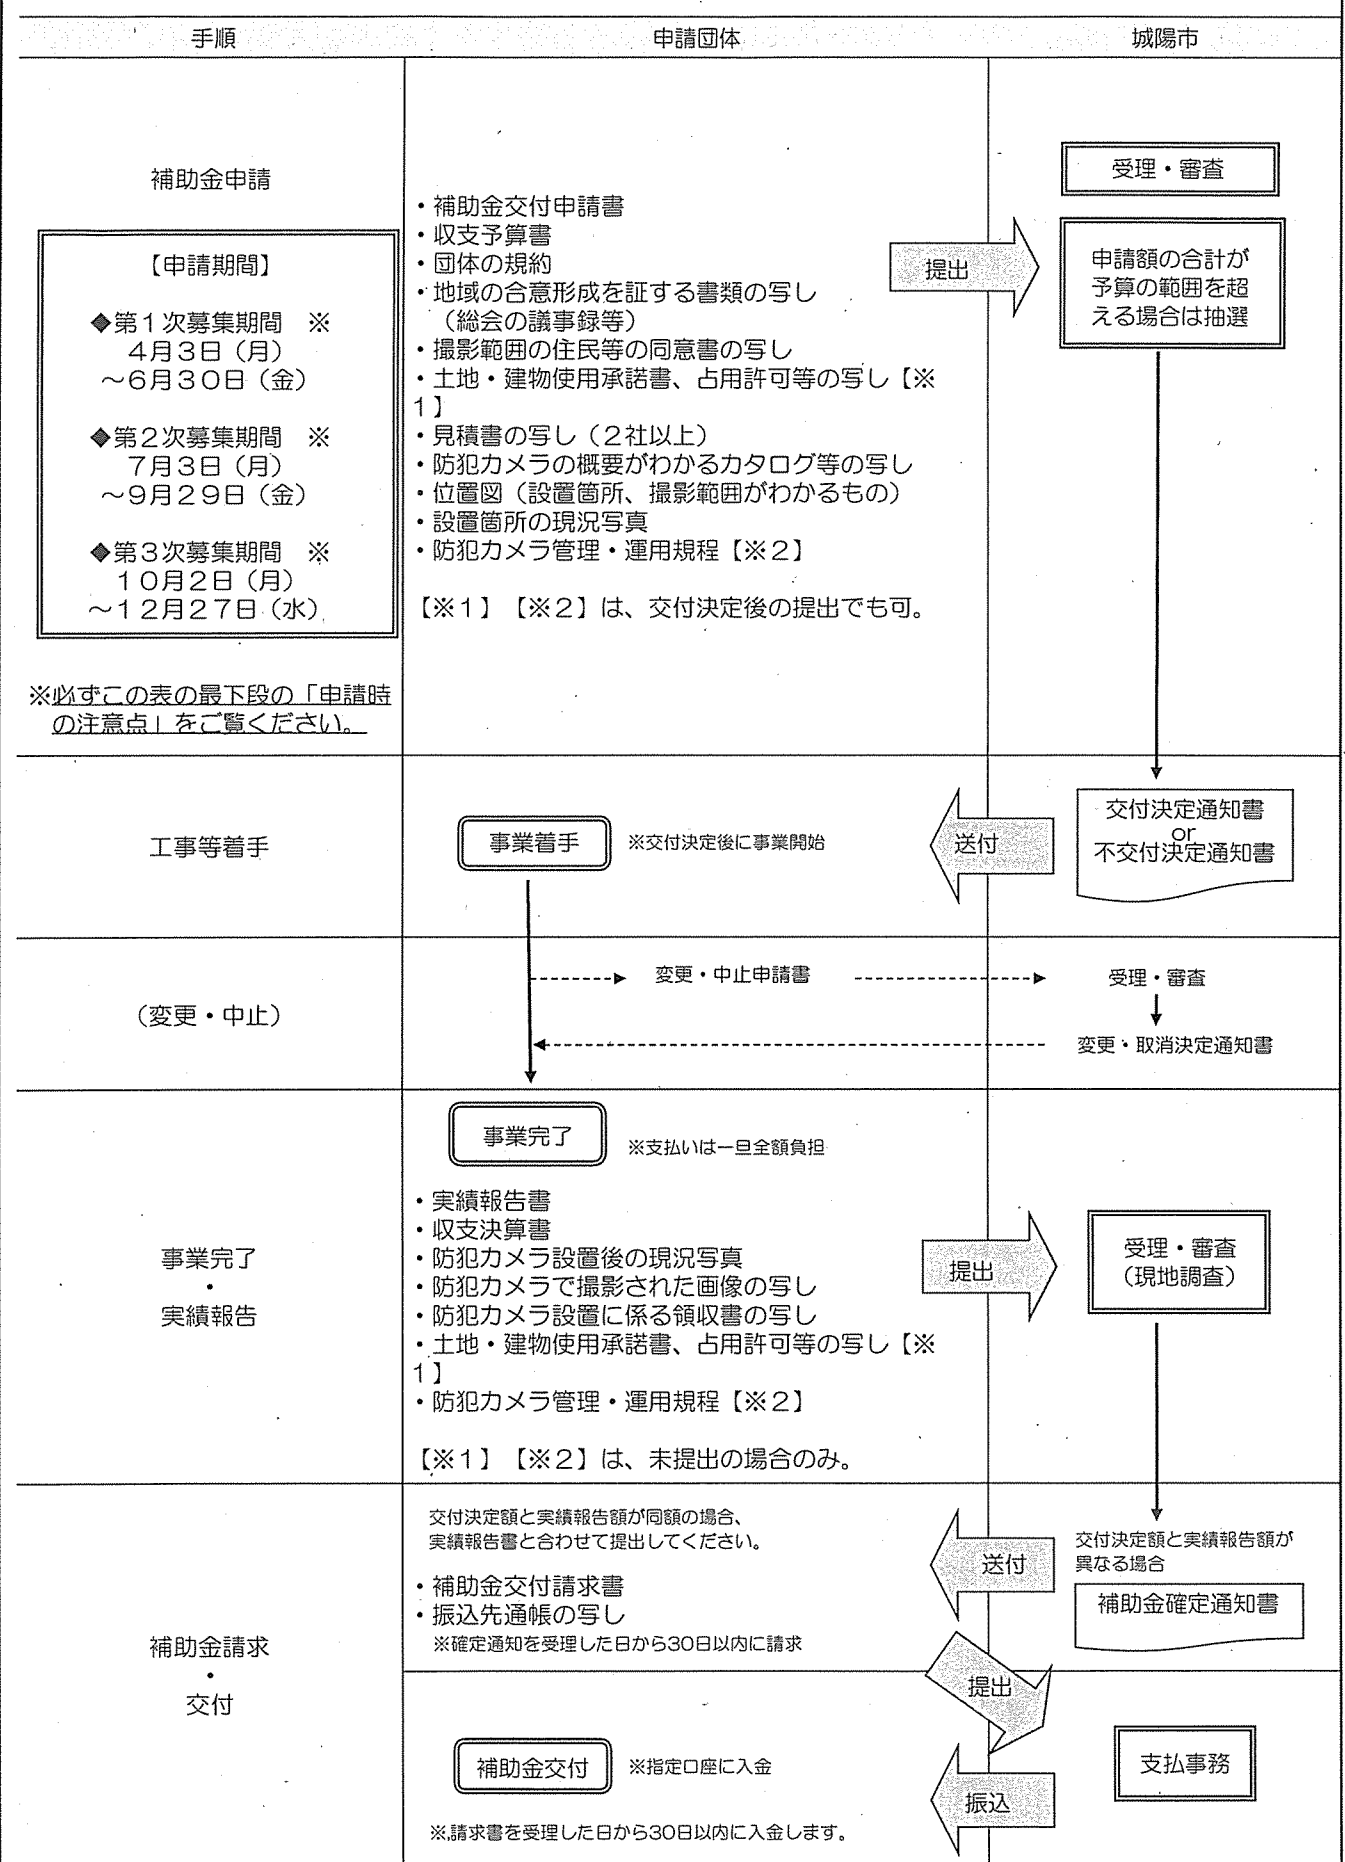 手順
申請団体
城陽市
補助金申請
【申請期間】
◆第1次募集期間　※
4月3日（月）
～6月30日（金）
◆第2次募集期間　※
7月3日（月）
～9月29日（金）
◆第3次募集期間　※
10月2日（月）
～12月27日（水）
※必ずこの表の最下段の「申請時
の注意点」をご覧ください。
・補助金交付申請書
・収支予算書
・団体の規約
・地域の合意形成を証する書類の写し
（総会の議事録等）
・撮影範囲の住民等の同意書の写し
・土地・建物使用承諾書、占用許可等の写し【※
1】
・見積書の写し（2社以上）
・防犯カメラの概要がわかるカタログ等の写し
・位置図（設置箇所、撮影範囲がわかるもの）
・設置箇所の現況写真
・防犯カメラ管理・運用規程【※2】
【※1】【※2】は、交付決定後の提出でも可。
提出
受理・審査
申請額の合計が
予算の範囲を超
える場合は抽選
工事等着手
事業着手
※交付決定後に事業開始
送付
交付決定通知書
or
不交付決定通知書
（変更・中止）
変更・中止申請書
受理・審査
変更・取消決定通知書
事業完了
・
実績報告
事業完了
※支払いは一旦全額負担
・実績報告書
・収支決算書
・防犯カメラ設置後の現況写真
・防犯カメラで撮影された画像の写し
・防犯カメラ設置に係る領収書の写し
・土地・建物使用承諾書、占用許可等の写し【※
1】
・防犯カメラ管理・運用規程【※2】
【※1】【※2】は、未提出の場合のみ。
提出
受理・審査
（現地調査）
補助金請求
・
交付
交付決定額と実績報告額が同額の場合、
実績報告書と合わせて提出してください。
・補助金交付請求書
・振込先通帳の写し
※確定通知を受理した日から30日以内に請求
送付
交付決定額と実績報告額が
異なる場合
補助金確定通知書
提出
補助金交付
※指定口座に入金
※請求書を受理した日から30日以内に入金します。
振込
支払事務